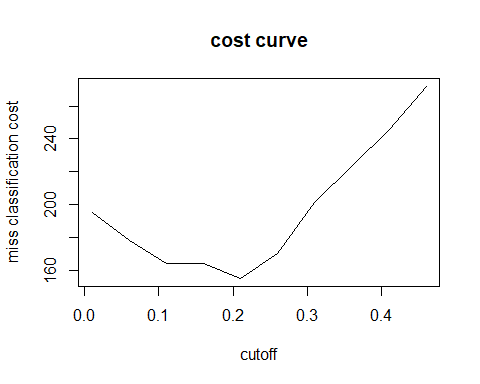 cost curve
miss classification cost
240
200
160
0.0 0.1 0.2 0.3 0.4
cutoff